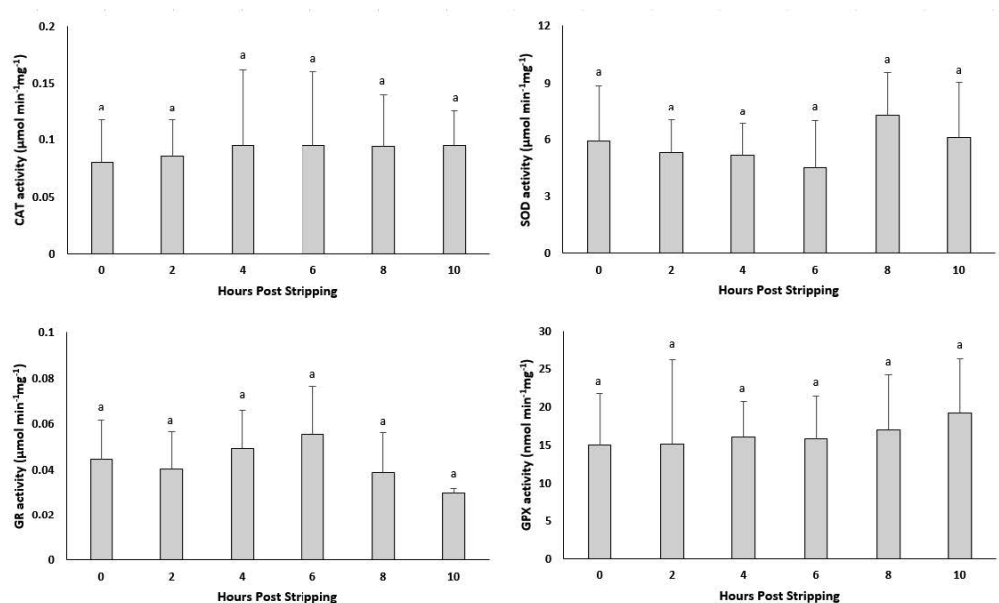 CAT activity (µmol min⁻¹mg⁻¹)
0.2
0.15
0.1
0.05
0
a a a a a a
0 2 4 6 8 10
Hours Post Stripping
SOD activity (µmol min⁻¹mg⁻¹)
12
9
6
3
0
a a a a a a
0 2 4 6 8 10
Hours Post Stripping
GR activity (µmol min⁻¹mg⁻¹)
0.1
0.08
0.06
0.04
0.02
0
a a a a a a
0 2 4 6 8 10
Hours Post Stripping
GPX activity (nmol min⁻¹mg⁻¹)
30
25
20
15
10
5
0
a a a a a a
0 2 4 6 8 10
Hours Post Stripping